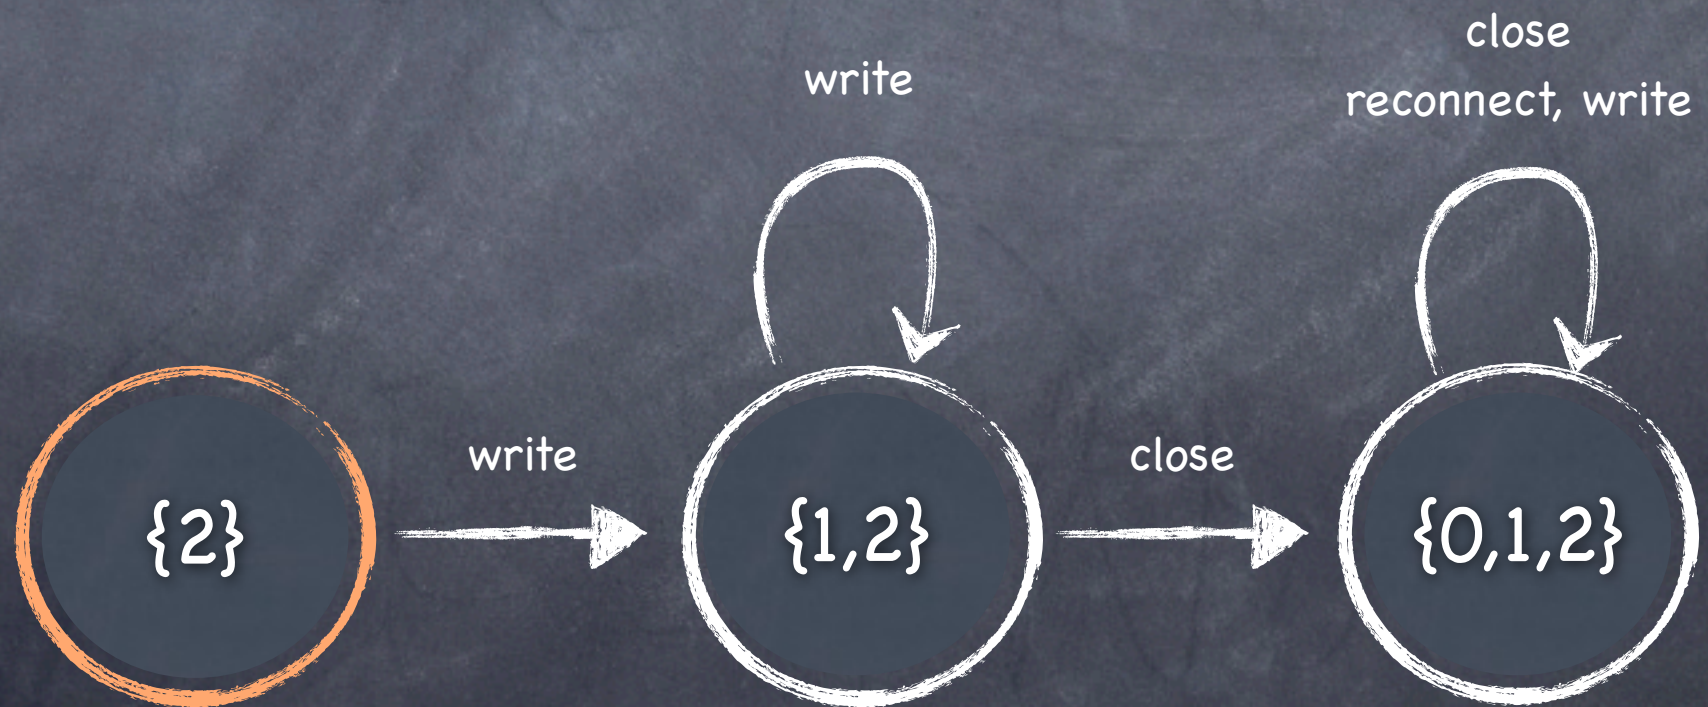 close
write
reconnect, write
write
close
{2}
{1,2}
{0,1,2}